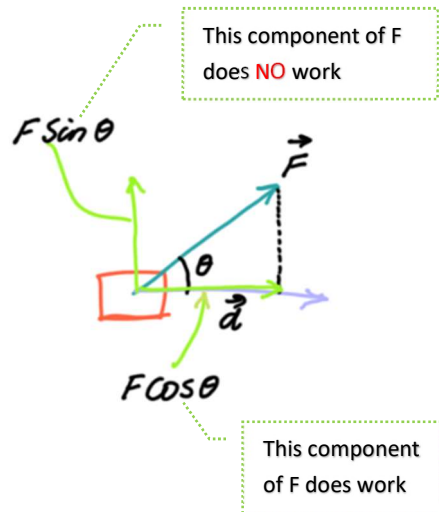 This component of F
does NO work
F Sin θ
F
θ
d
F Cos θ
This component
of F does work